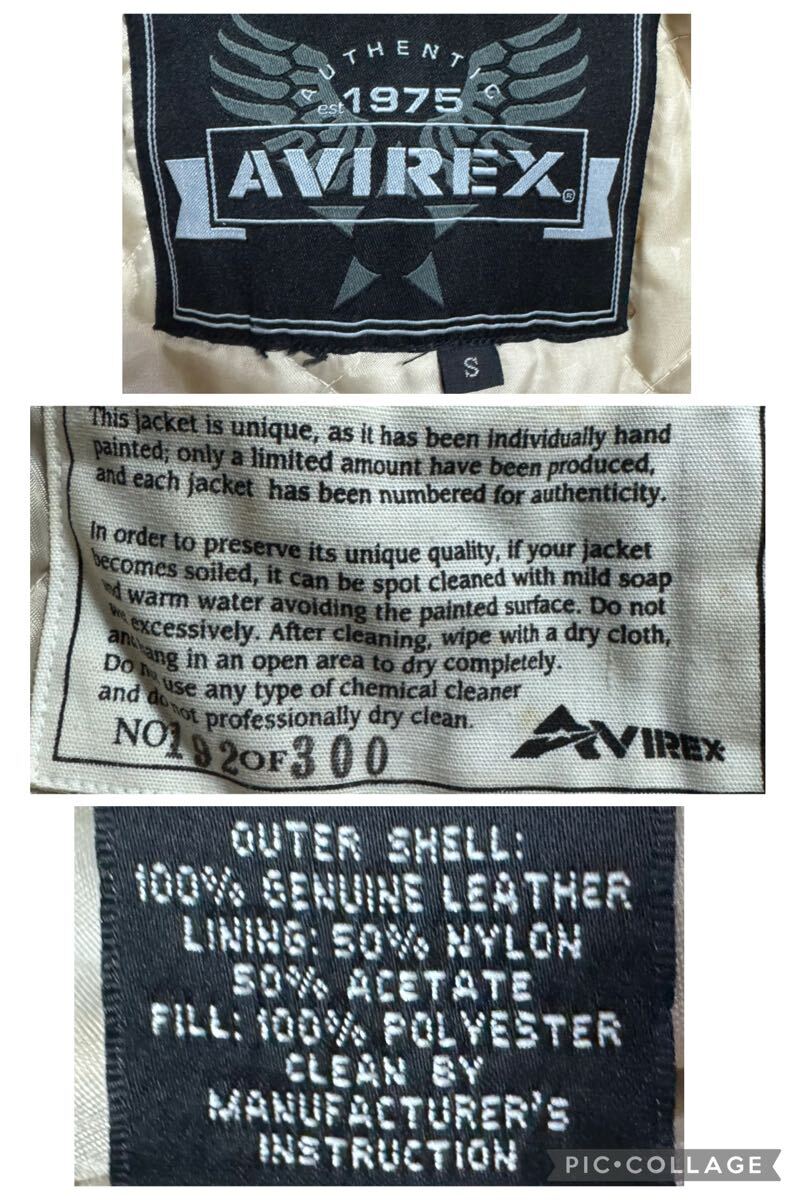 AUTHENTIC
est 1975
AVIREX®
S
This jacket is unique, as it has been individually hand
painted; only a limited amount have been produced,
and each jacket has been numbered for authenticity.
In order to preserve its unique quality, if your jacket
becomes soiled, it can be spot cleaned with mild soap
and warm water avoiding the painted surface. Do not
excessively. After cleaning, wipe with a dry cloth,
and hang in an open area to dry completely.
Do not use any type of chemical cleaner
and do not professionally dry clean.
NO 192 OF 300
AVIREX
OUTER SHELL:
100% GENUINE LEATHER
LINING: 50% NYLON
50% ACETATE
FILL: 100% POLYESTER
CLEAN BY
MANUFACTURER'S
INSTRUCTION
PIC•COLLAGE